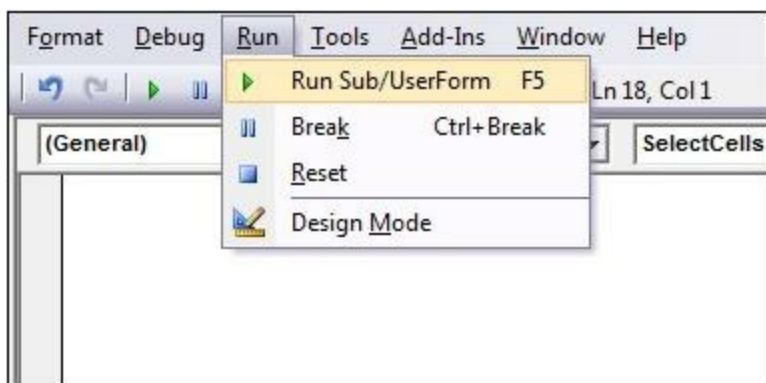 Format Debug Run Tools Add-Ins Window Help
Run Sub/UserForm F5
Ln 18, Col 1
Break Ctrl+Break
(General)
SelectCells
Reset
Design Mode